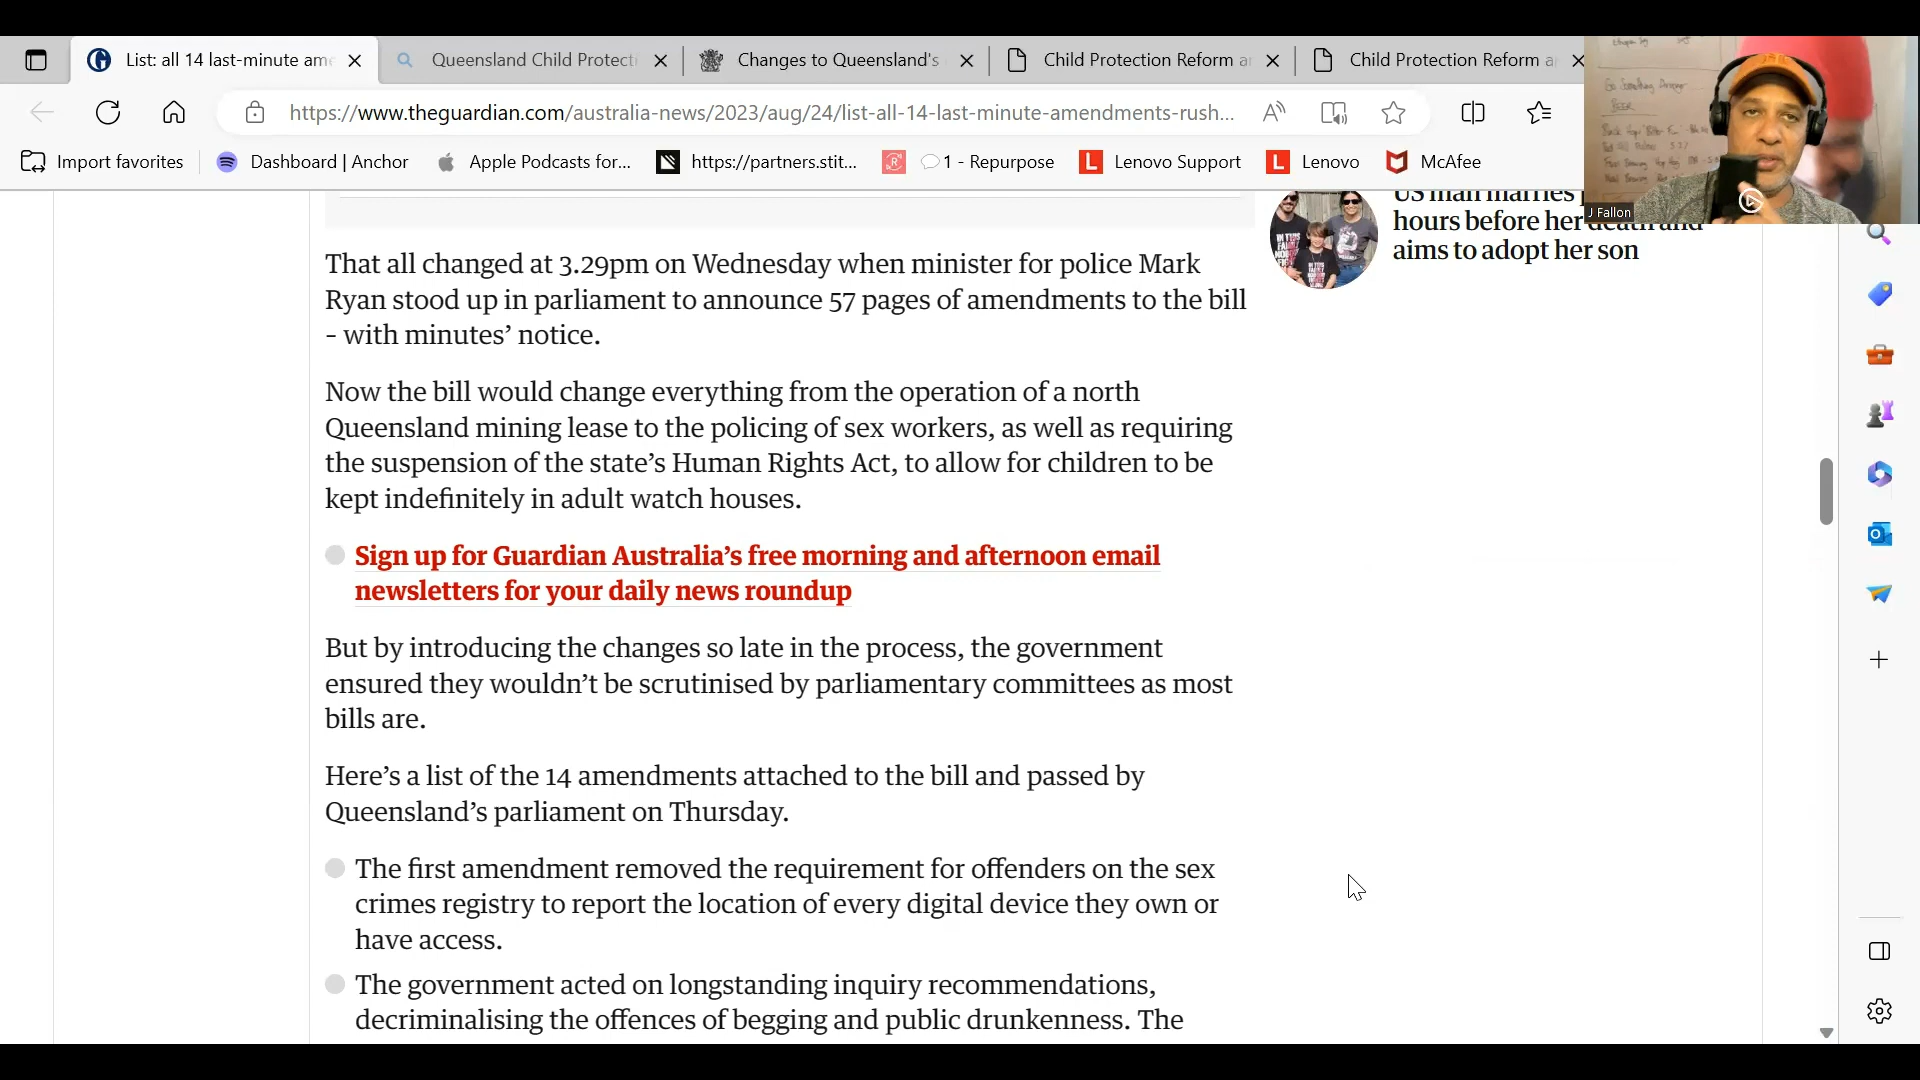 List: all 14 last-minute ame
Queensland Child Protecti
Changes to Queensland's
Child Protection Reform a
Child Protection Reform a
https://www.theguardian.com/australia-news/2023/aug/24/list-all-14-last-minute-amendments-rush...
Import favorites
Dashboard | Anchor
Apple Podcasts for...
https://partners.stit...
1 - Repurpose
Lenovo Support
Lenovo
McAfee
J Fallon
US man marries
hours before her death and
aims to adopt her son
That all changed at 3.29pm on Wednesday when minister for police Mark
Ryan stood up in parliament to announce 57 pages of amendments to the bill
– with minutes’ notice.
Now the bill would change everything from the operation of a north
Queensland mining lease to the policing of sex workers, as well as requiring
the suspension of the state’s Human Rights Act, to allow for children to be
kept indefinitely in adult watch houses.
Sign up for Guardian Australia’s free morning and afternoon email
newsletters for your daily news roundup
But by introducing the changes so late in the process, the government
ensured they wouldn’t be scrutinised by parliamentary committees as most
bills are.
Here’s a list of the 14 amendments attached to the bill and passed by
Queensland’s parliament on Thursday.
The first amendment removed the requirement for offenders on the sex
crimes registry to report the location of every digital device they own or
have access.
The government acted on longstanding inquiry recommendations,
decriminalising the offences of begging and public drunkenness. The